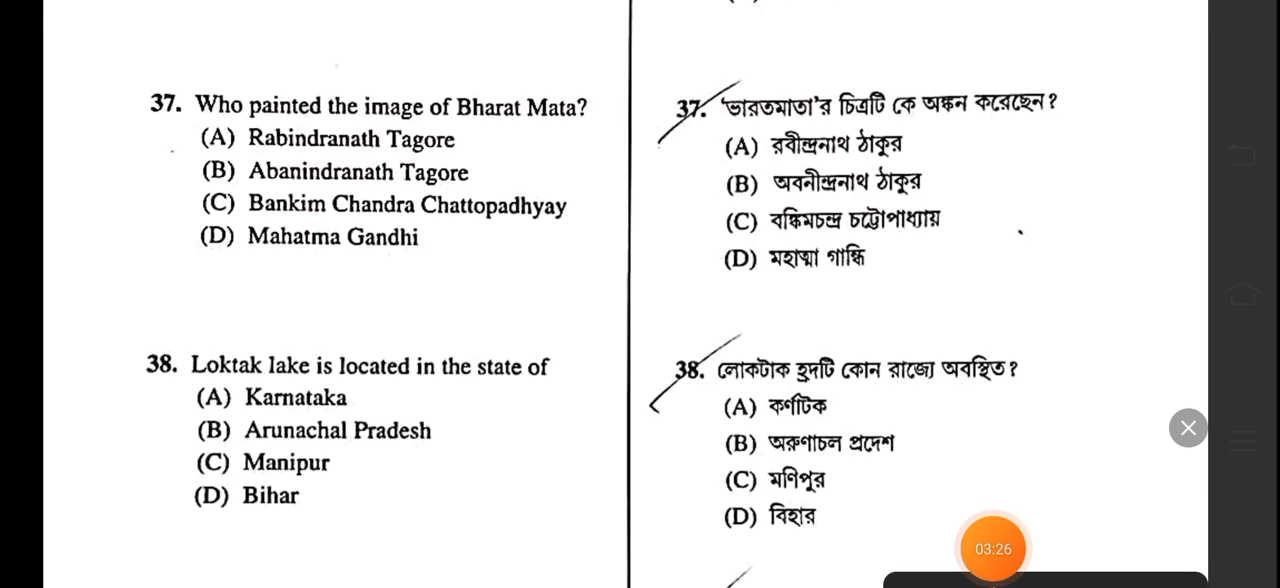 37. Who painted the image of Bharat Mata?
(A) Rabindranath Tagore
(B) Abanindranath Tagore
(C) Bankim Chandra Chattopadhyay
(D) Mahatma Gandhi
38. Loktak lake is located in the state of
(A) Karnataka
(B) Arunachal Pradesh
(C) Manipur
(D) Bihar
37. 'ভারতমাতা'র চিত্রটি কে অঙ্কন করেছেন?
(A) রবীন্দ্রনাথ ঠাকুর
(B) অবনীন্দ্রনাথ ঠাকুর
(C) বঙ্কিমচন্দ্র চট্টোপাধ্যায়
(D) মহাত্মা গান্ধি
38. লোকটাক হ্রদটি কোন রাজ্যে অবস্থিত?
(A) কর্ণাটক
(B) অরুণাচল প্রদেশ
(C) মণিপুর
(D) বিহার
03:26